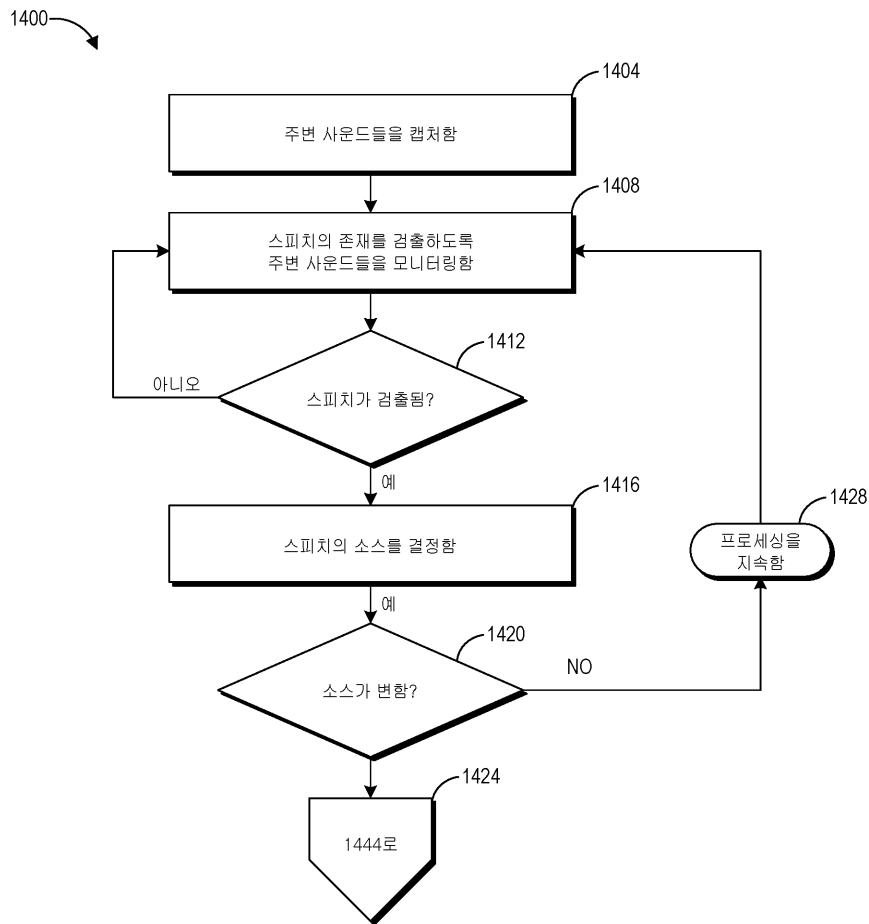 1400
1404
주변 사운드들을 캡처함
1408
스피치의 존재를 검출하도록
주변 사운드들을 모니터링함
1412
아니오
스피치가 검출됨?
예
1416
스피치의 소스를 결정함
1428
프로세싱을
지속함
예
1420
소스가 변함?
NO
1424
1444로